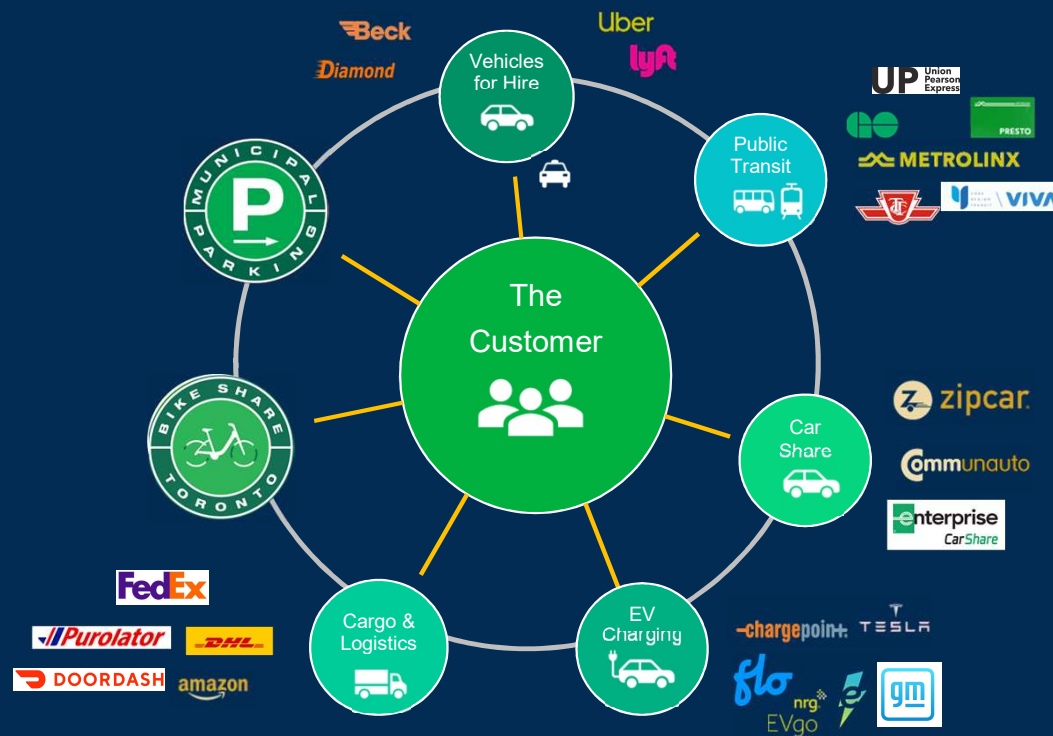 Beck
Diamond
Uber
lyft
Vehicles
for Hire
UP Union
Pearson
Express
GO
PRESTO
METROLINX
TTC
VIVA
Public
Transit
MUNICIPAL
P
PARKING
The
Customer
BIKE SHARE
TORONTO
Car
Share
zipcar
Communauto
enterprise
CarShare
Cargo &
Logistics
EV
Charging
FedEx
Purolator
DHL
DOORDASH
amazon
chargepoin+
TESLA
flo
nrg
EVgo
gm